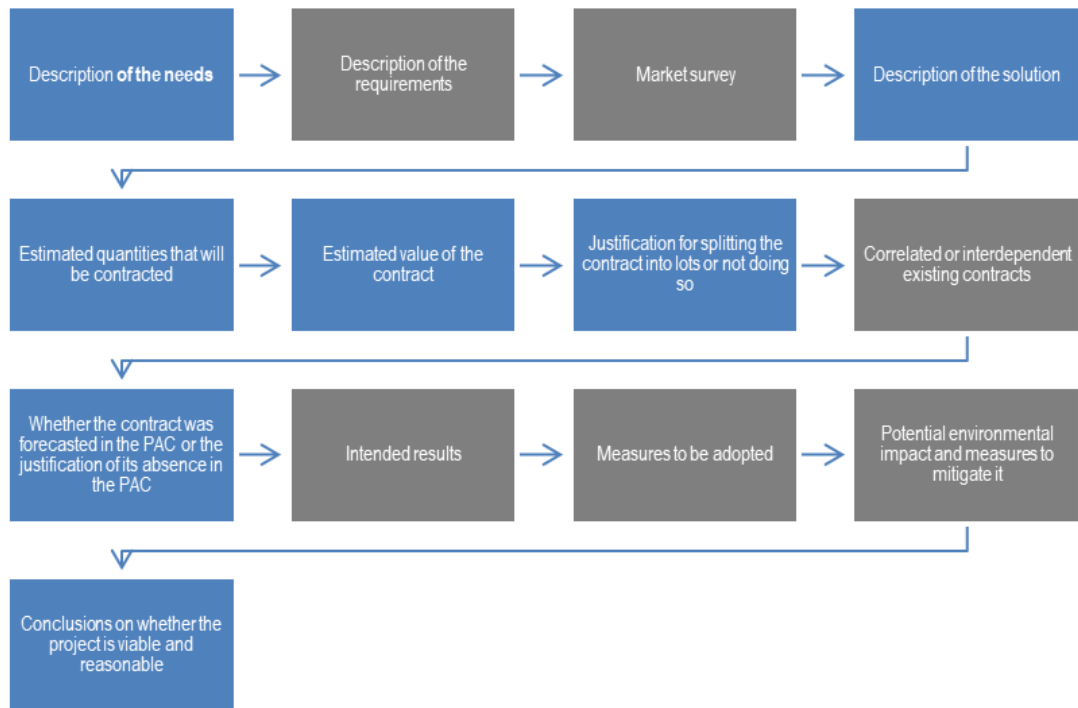 Description of the needs
Description of the
requirements
Market survey
Description of the solution
Estimated quantities that will
be contracted
Estimated value of the
contract
Justification for splitting the
contract into lots or not doing
so
Correlated or interdependent
existing contracts
Whether the contract was
forecasted in the PAC or the
justification of its absence in
the PAC
Intended results
Measures to be adopted
Potential environmental
impact and measures to
mitigate it
Conclusions on whether the
project is viable and
reasonable